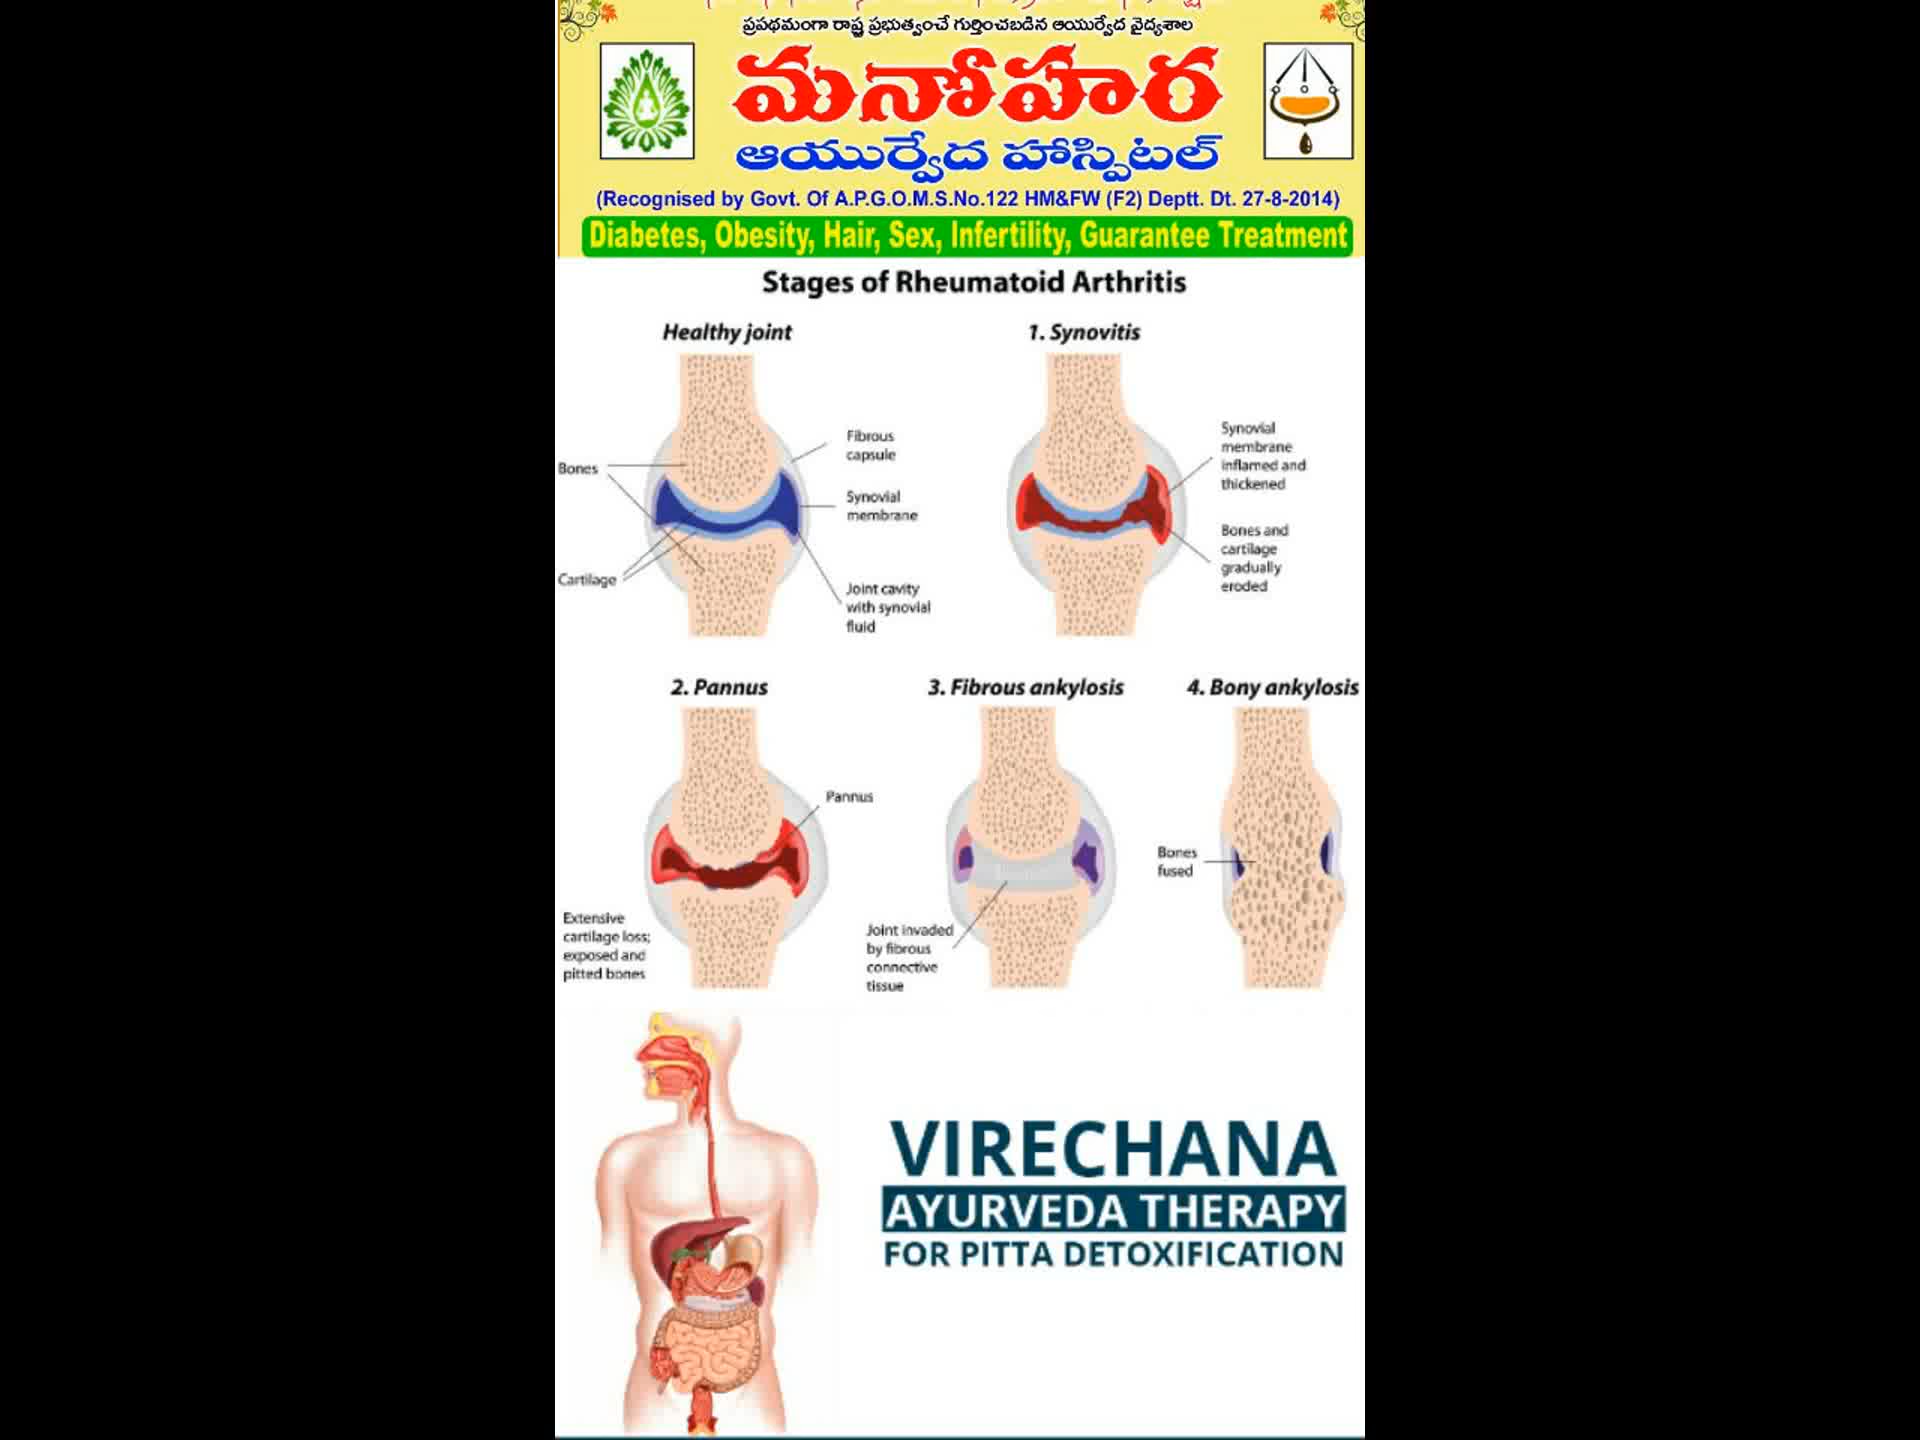 ప్రపథమంగా రాష్ట్ర ప్రభుత్వంచే గుర్తించబడిన ఆయుర్వేద వైద్యశాల
మనోహర
ఆయుర్వేద హాస్పిటల్
(Recognised by Govt. Of A.P.G.O.M.S.No.122 HM&FW (F2) Deptt. Dt. 27-8-2014)
Diabetes, Obesity, Hair, Sex, Infertility, Guarantee Treatment
Stages of Rheumatoid Arthritis
Healthy joint
Bones
Cartilage
Fibrous
capsule
Synovial
membrane
Joint cavity
with synovial
fluid
1. Synovitis
Synovial
membrane
inflamed and
thickened
Bones and
cartilage
gradually
eroded
2. Pannus
Pannus
Extensive
cartilage loss;
exposed and
pitted bones
3. Fibrous ankylosis
Joint invaded
by fibrous
connective
tissue
4. Bony ankylosis
Bones
fused
VIRECHANA
AYURVEDA THERAPY
FOR PITTA DETOXIFICATION